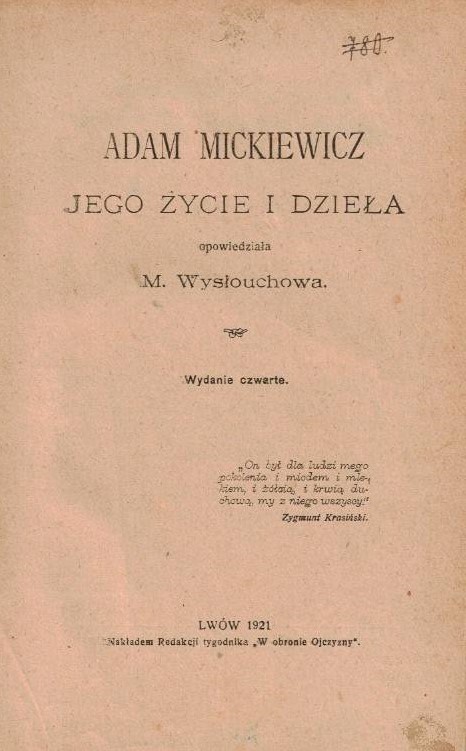 780.
ADAM MICKIEWICZ
JEGO ŻYCIE I DZIEŁA
opowiedziała
M. Wysłouchowa.
Wydanie czwarte.
„On był dla ludzi mego
pokolenia i miodem i mle-
kiem, i żółcią, i krwią du-
chową, my z niego wszyscy.“
Zygmunt Krasiński.
LWÓW 1921
Nakładem Redakcji tygodnika „W obronie Ojczyzny“.